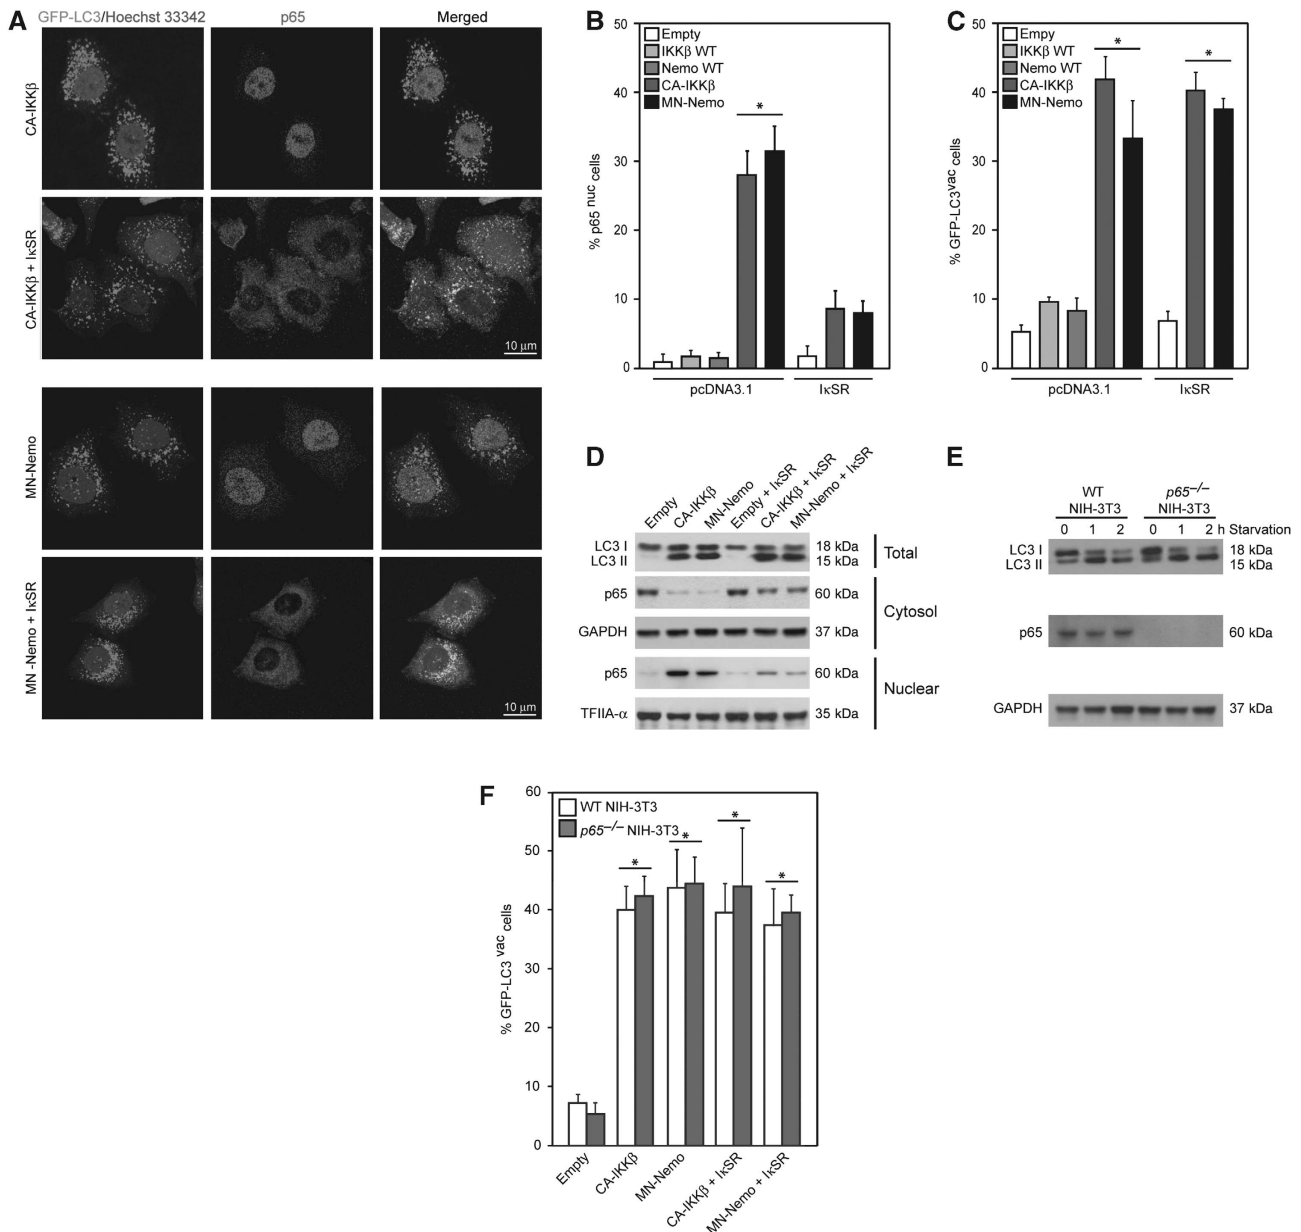 A
GFP-LC3/Hoechst 33342
p65
Merged
CA-IKKβ
CA-IKKβ + IκSR
10 μm
MN-Nemo
MN -Nemo + IκSR
10 μm
B
% p65 nuc cells
50
40
30
20
10
0
Empty
IKKβ WT
Nemo WT
CA-IKKβ
MN-Nemo
*
pcDNA3.1
IκSR
C
% GFP-LC3vac cells
50
40
30
20
10
0
Empty
IKKβ WT
Nemo WT
CA-IKKβ
MN-Nemo
*
*
pcDNA3.1
IκSR
D
Empty
CA-IKKβ
MN-Nemo
Empty + IκSR
CA-IKKβ + IκSR
MN-Nemo + IκSR
LC3 I 18 kDa
LC3 II 15 kDa
Total
p65 60 kDa
Cytosol
GAPDH 37 kDa
p65 60 kDa
Nuclear
TFIIA-α 35 kDa
E
WT NIH-3T3
p65–/– NIH-3T3
0 1 2 0 1 2 h Starvation
LC3 I 18 kDa
LC3 II 15 kDa
p65 60 kDa
GAPDH 37 kDa
F
% GFP-LC3 vac cells
60
50
40
30
20
10
0
WT NIH-3T3
p65–/– NIH-3T3
*
*
*
*
Empty
CA-IKKβ
MN-Nemo
CA-IKKβ + IκSR
MN-Nemo + IκSR